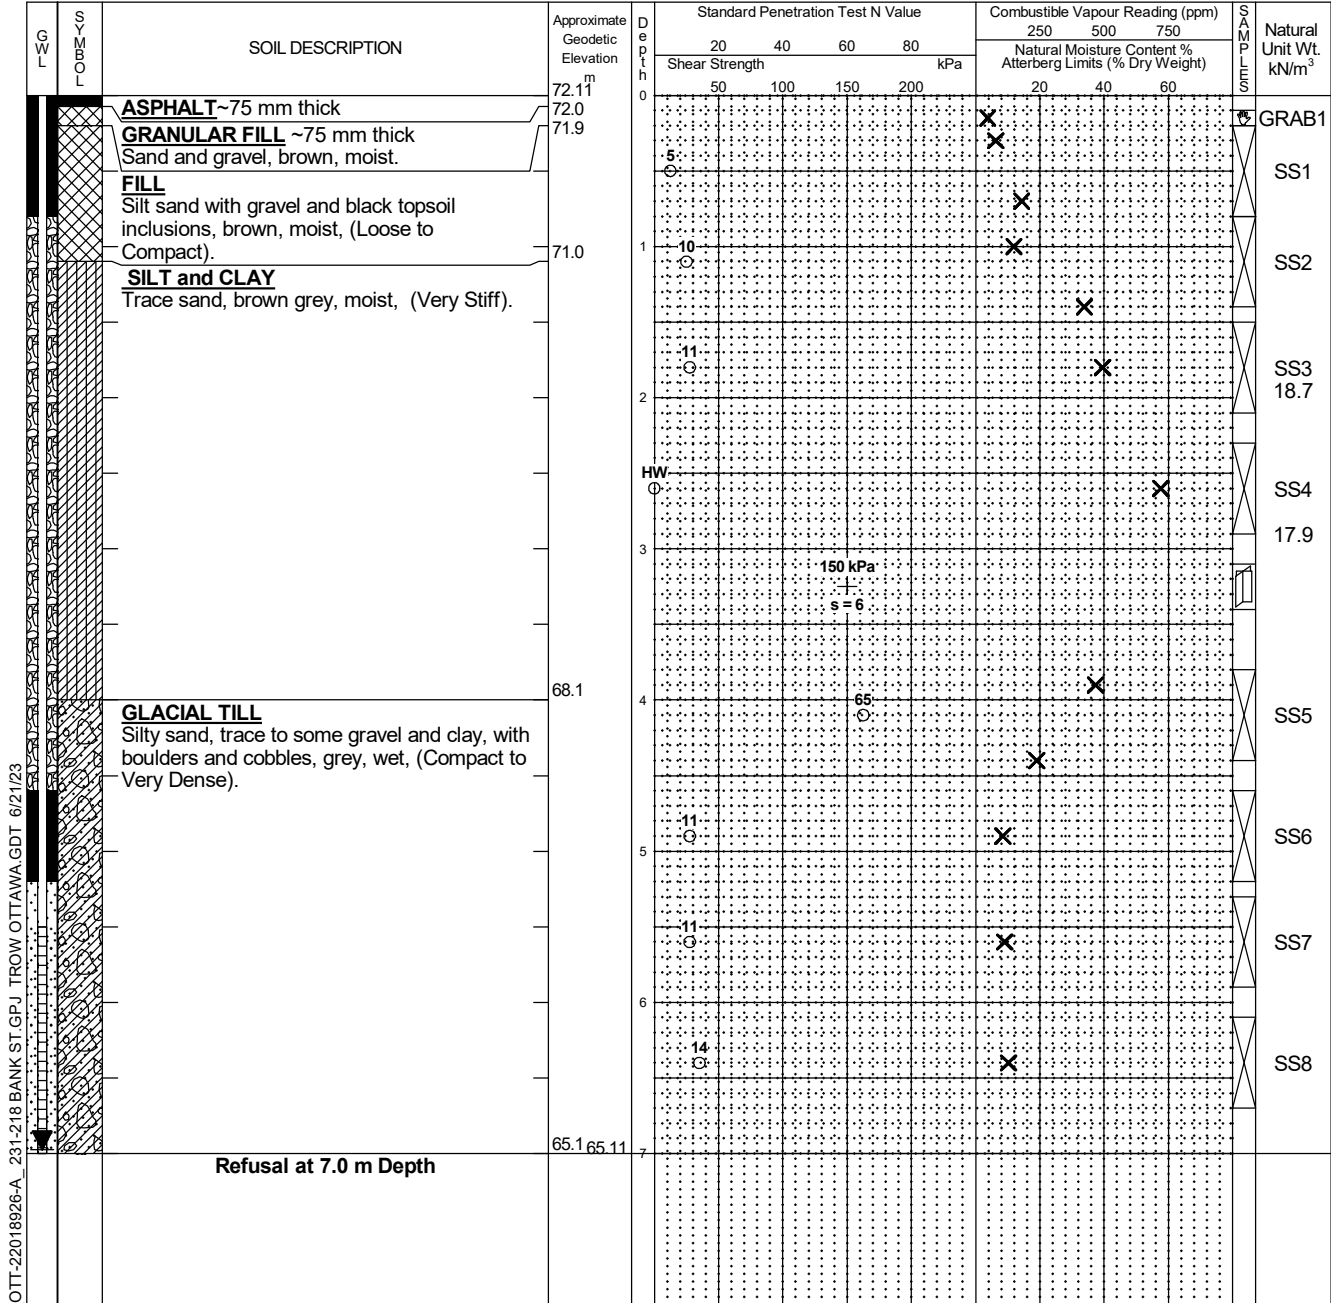 GWL
SYMBOL
SOIL DESCRIPTION
Approximate
Geodetic
Elevation
m
Depth
Standard Penetration Test N Value
20 40 60 80
Shear Strength kPa
50 100 150 200
Combustible Vapour Reading (ppm)
250 500 750
Natural Moisture Content %
Atterberg Limits (% Dry Weight)
20 40 60
SAMPLES
Natural
Unit Wt.
kN/m³
72.11
0
ASPHALT~75 mm thick
72.0
GRAB1
GRANULAR FILL ~75 mm thick
71.9
Sand and gravel, brown, moist.
5
SS1
FILL
Silt sand with gravel and black topsoil
inclusions, brown, moist, (Loose to
Compact).
71.0
1
10
SS2
SILT and CLAY
Trace sand, brown grey, moist, (Very Stiff).
11
SS3
18.7
2
HW
SS4
17.9
3
150 kPa
s = 6
68.1
4
65
SS5
GLACIAL TILL
Silty sand, trace to some gravel and clay, with
boulders and cobbles, grey, wet, (Compact to
Very Dense).
11
SS6
5
11
SS7
6
14
SS8
65.1 65.11
7
Refusal at 7.0 m Depth
OTT-22018926-A_ 231-218 BANK ST.GPJ TROW OTTAWA.GDT 6/21/23